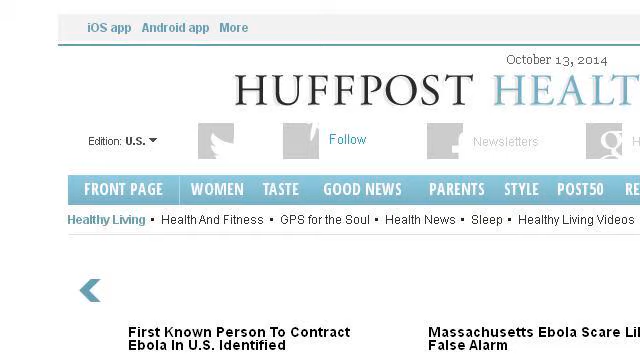 iOS app Android app More
October 13, 2014
HUFFPOST HEALT
Edition: U.S. Follow Newsletters
FRONT PAGE WOMEN TASTE GOOD NEWS PARENTS STYLE POST50 RE
Healthy Living • Health And Fitness • GPS for the Soul • Health News • Sleep • Healthy Living Videos
First Known Person To Contract
Ebola In U.S. Identified
Massachusetts Ebola Scare Li
False Alarm